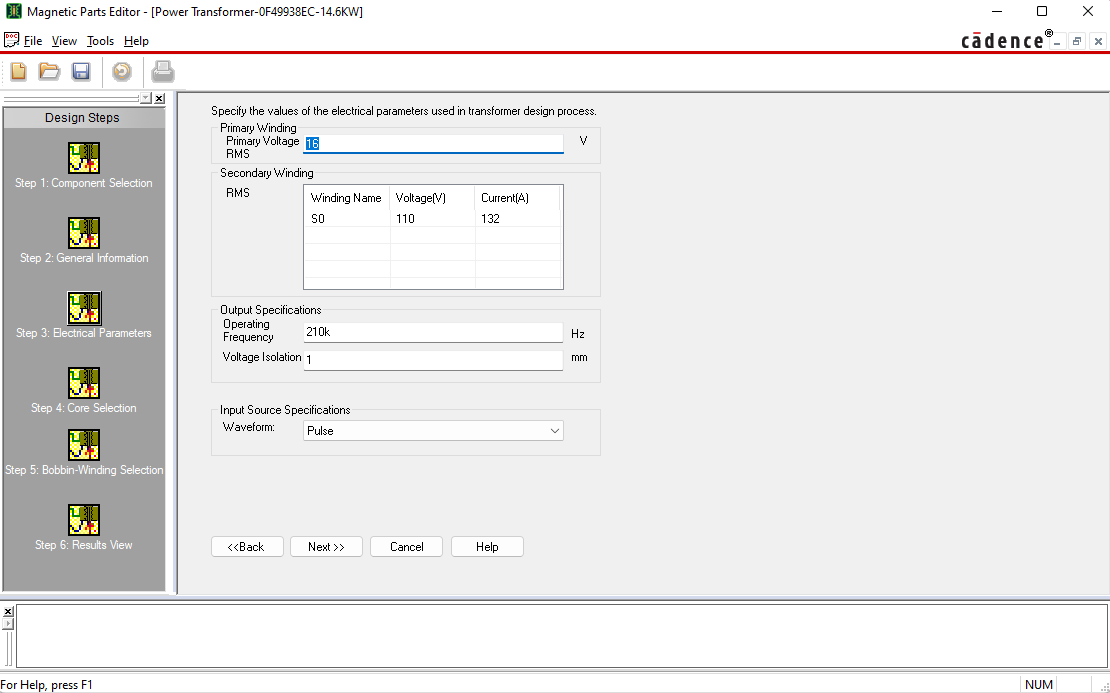 Magnetic Parts Editor - [Power Transformer-0F49938EC-14.6KW]
File View Tools Help
cādence®
Design Steps
Step 1: Component Selection
Step 2: General Information
Step 3: Electrical Parameters
Step 4: Core Selection
Step 5: Bobbin-Winding Selection
Step 6: Results View
Specify the values of the electrical parameters used in transformer design process.
Primary Winding
Primary Voltage 16 V
RMS
Secondary Winding
RMS
Winding Name Voltage(V) Current(A)
S0 110 132
Output Specifications
Operating
Frequency 210k Hz
Voltage Isolation 1 mm
Input Source Specifications
Waveform: Pulse
<<Back Next >> Cancel Help
For Help, press F1 NUM